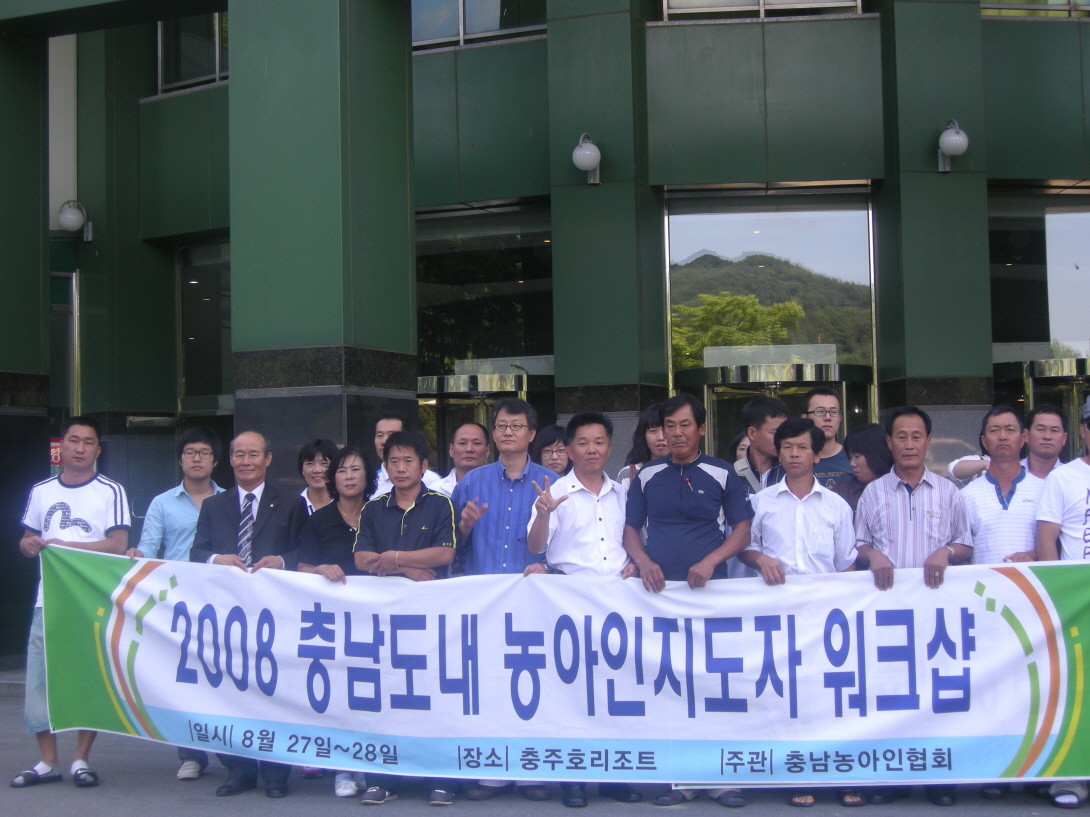 2008 충남도내 농아인지도자 워크샵
|일시| 8월 27일~28일 |장소| 충주호리조트 |주관| 충남농아인협회